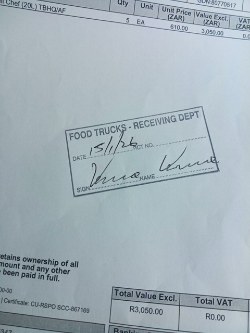 Chef (20L) TBHQ/AF
Qty Unit Unit Price (ZAR) Value Excl. (ZAR) VAT
5 EA 610.00 3,050.00
FOOD TRUCKS - RECEIVING DEPT
DATE 15/1/26
SIGN NAME
etains ownership of all
mount and any other
been paid in full.
Certificate: CU-RSPO SCC-867189
Total Value Excl. Total VAT
R3,050.00 R0.00